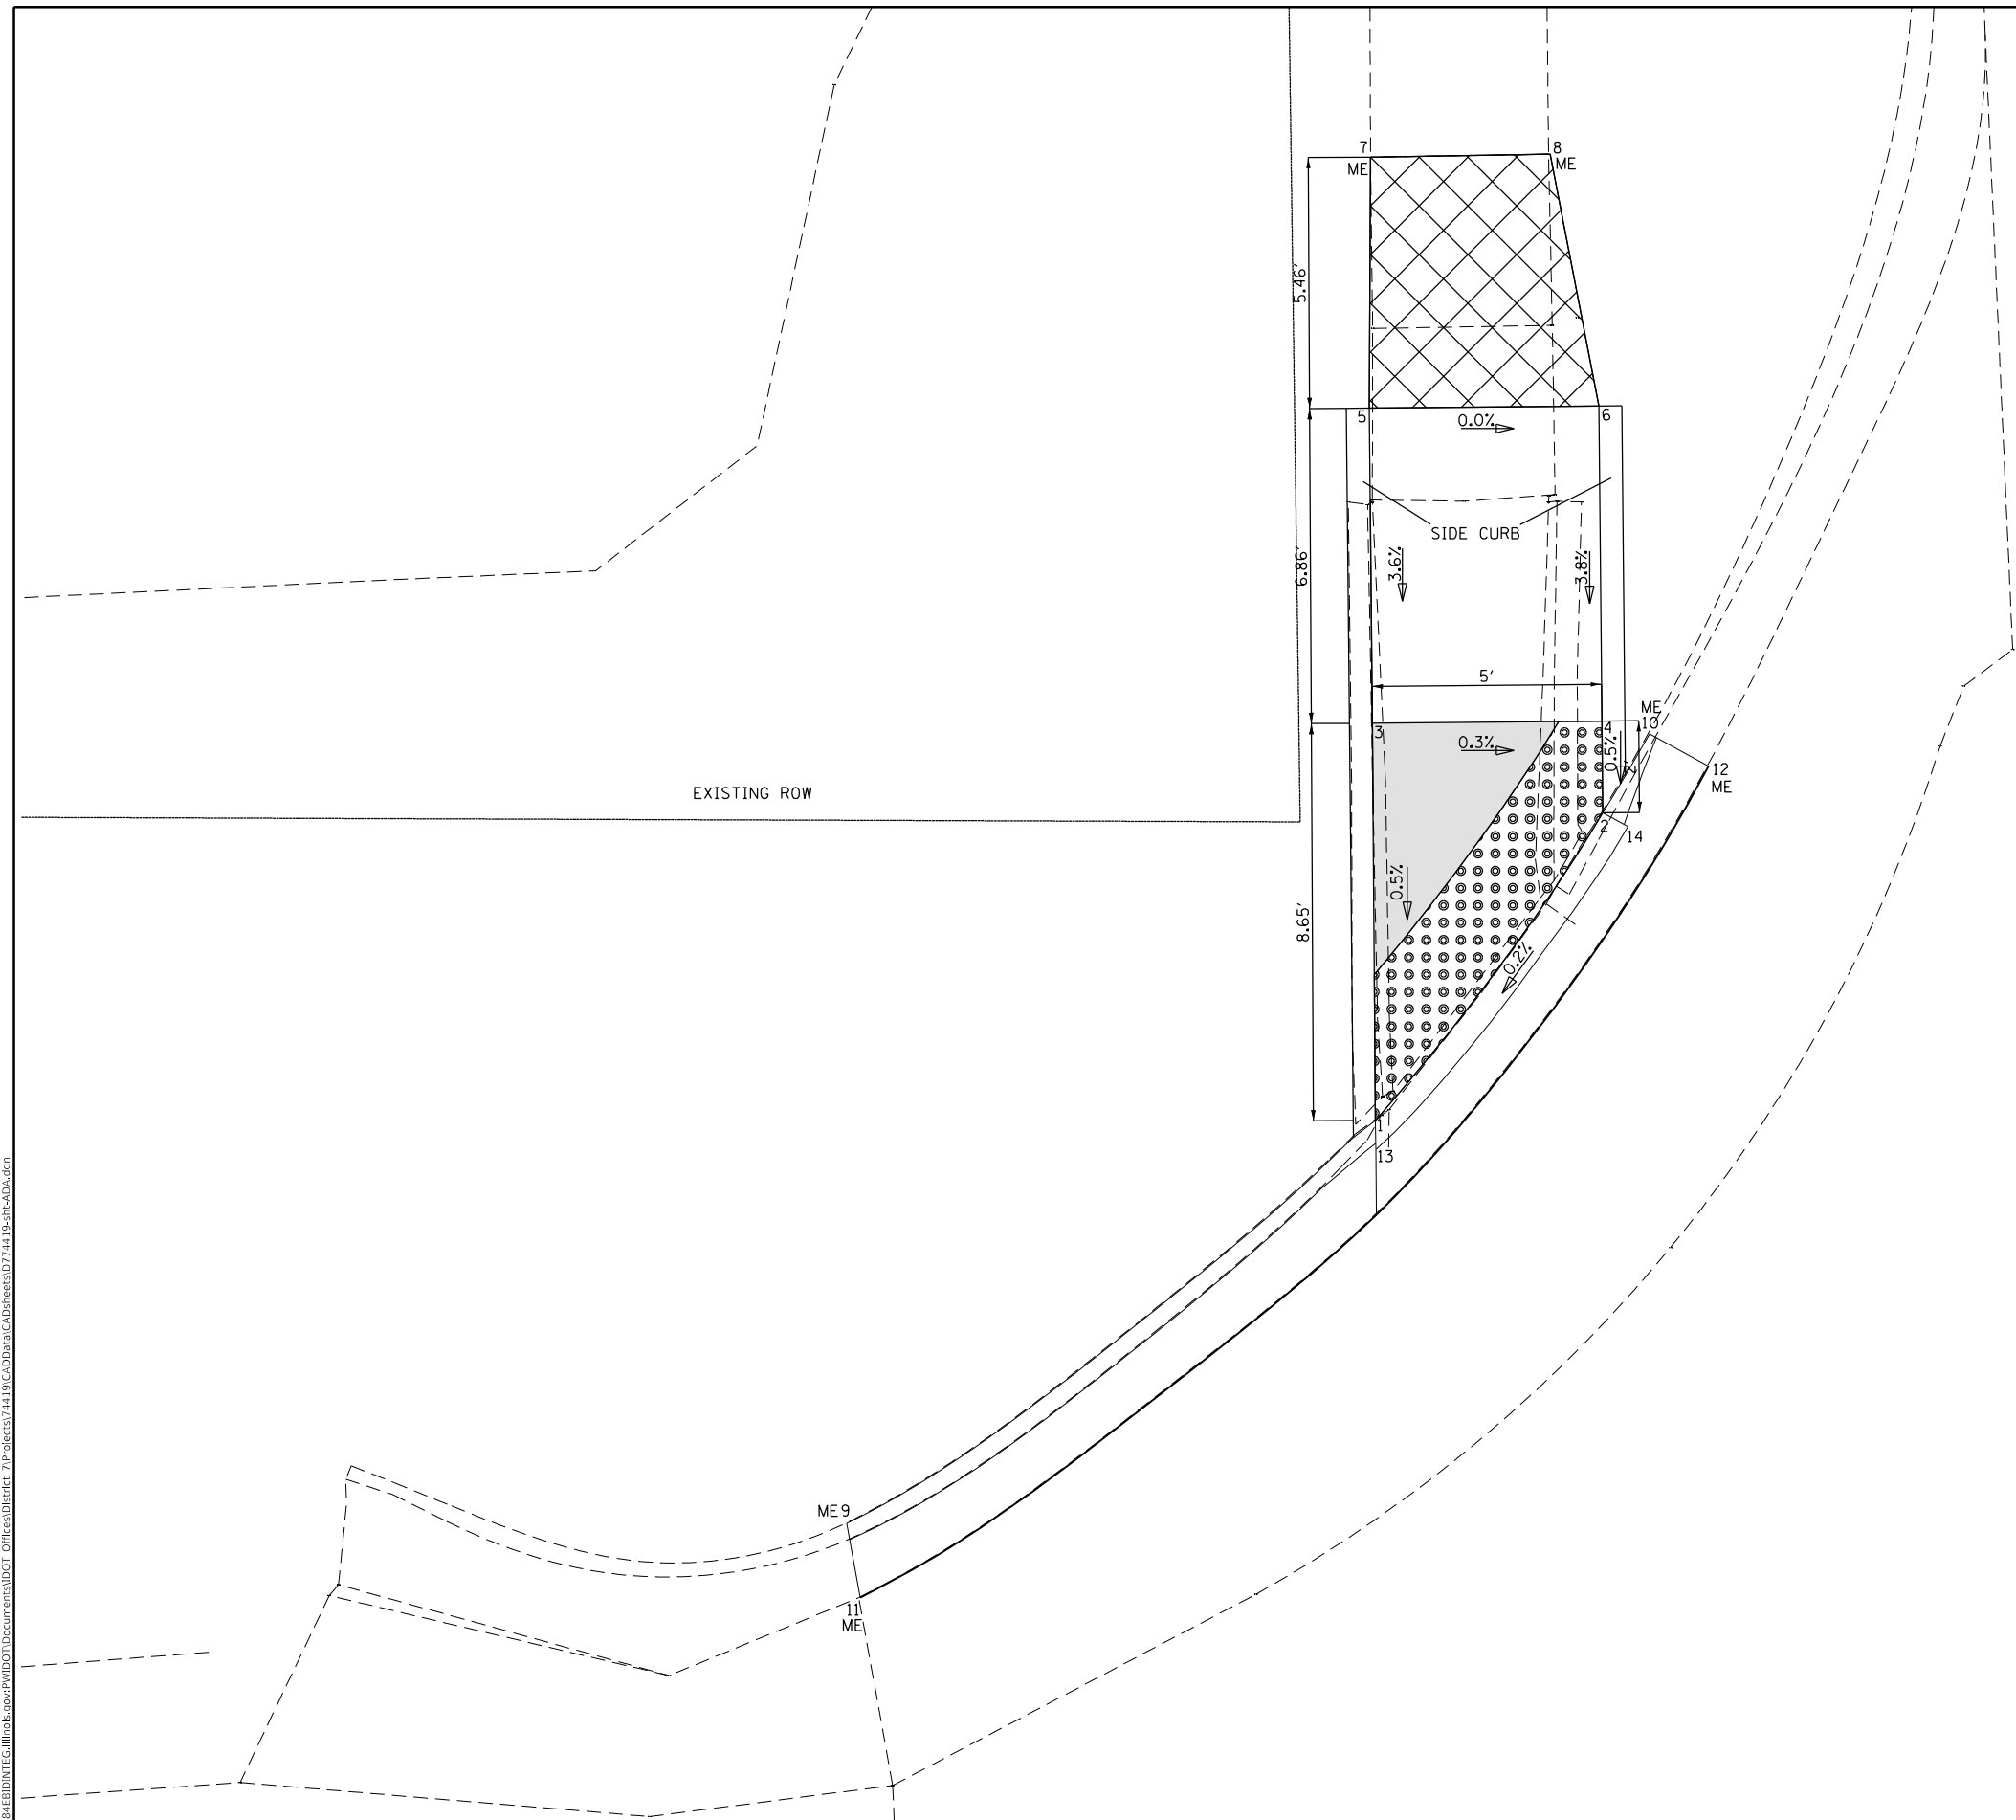 7
8
ME
ME
5.46'
5
6
0.0%
SIDE CURB
3.6%
3.8%
6.86'
5'
ME
10
3
4
0.3%
0.5%
2'
12
ME
EXISTING ROW
2
14
0.5%
8.65'
0.2%
1
13
ME 9
11
ME
84EBIDINTEG.Illinois.gov:PWIDOT\Documents\IDOT Offices\District 7\Projects\74419\CADData\CADsheets\D774419-sht-ADA.dgn